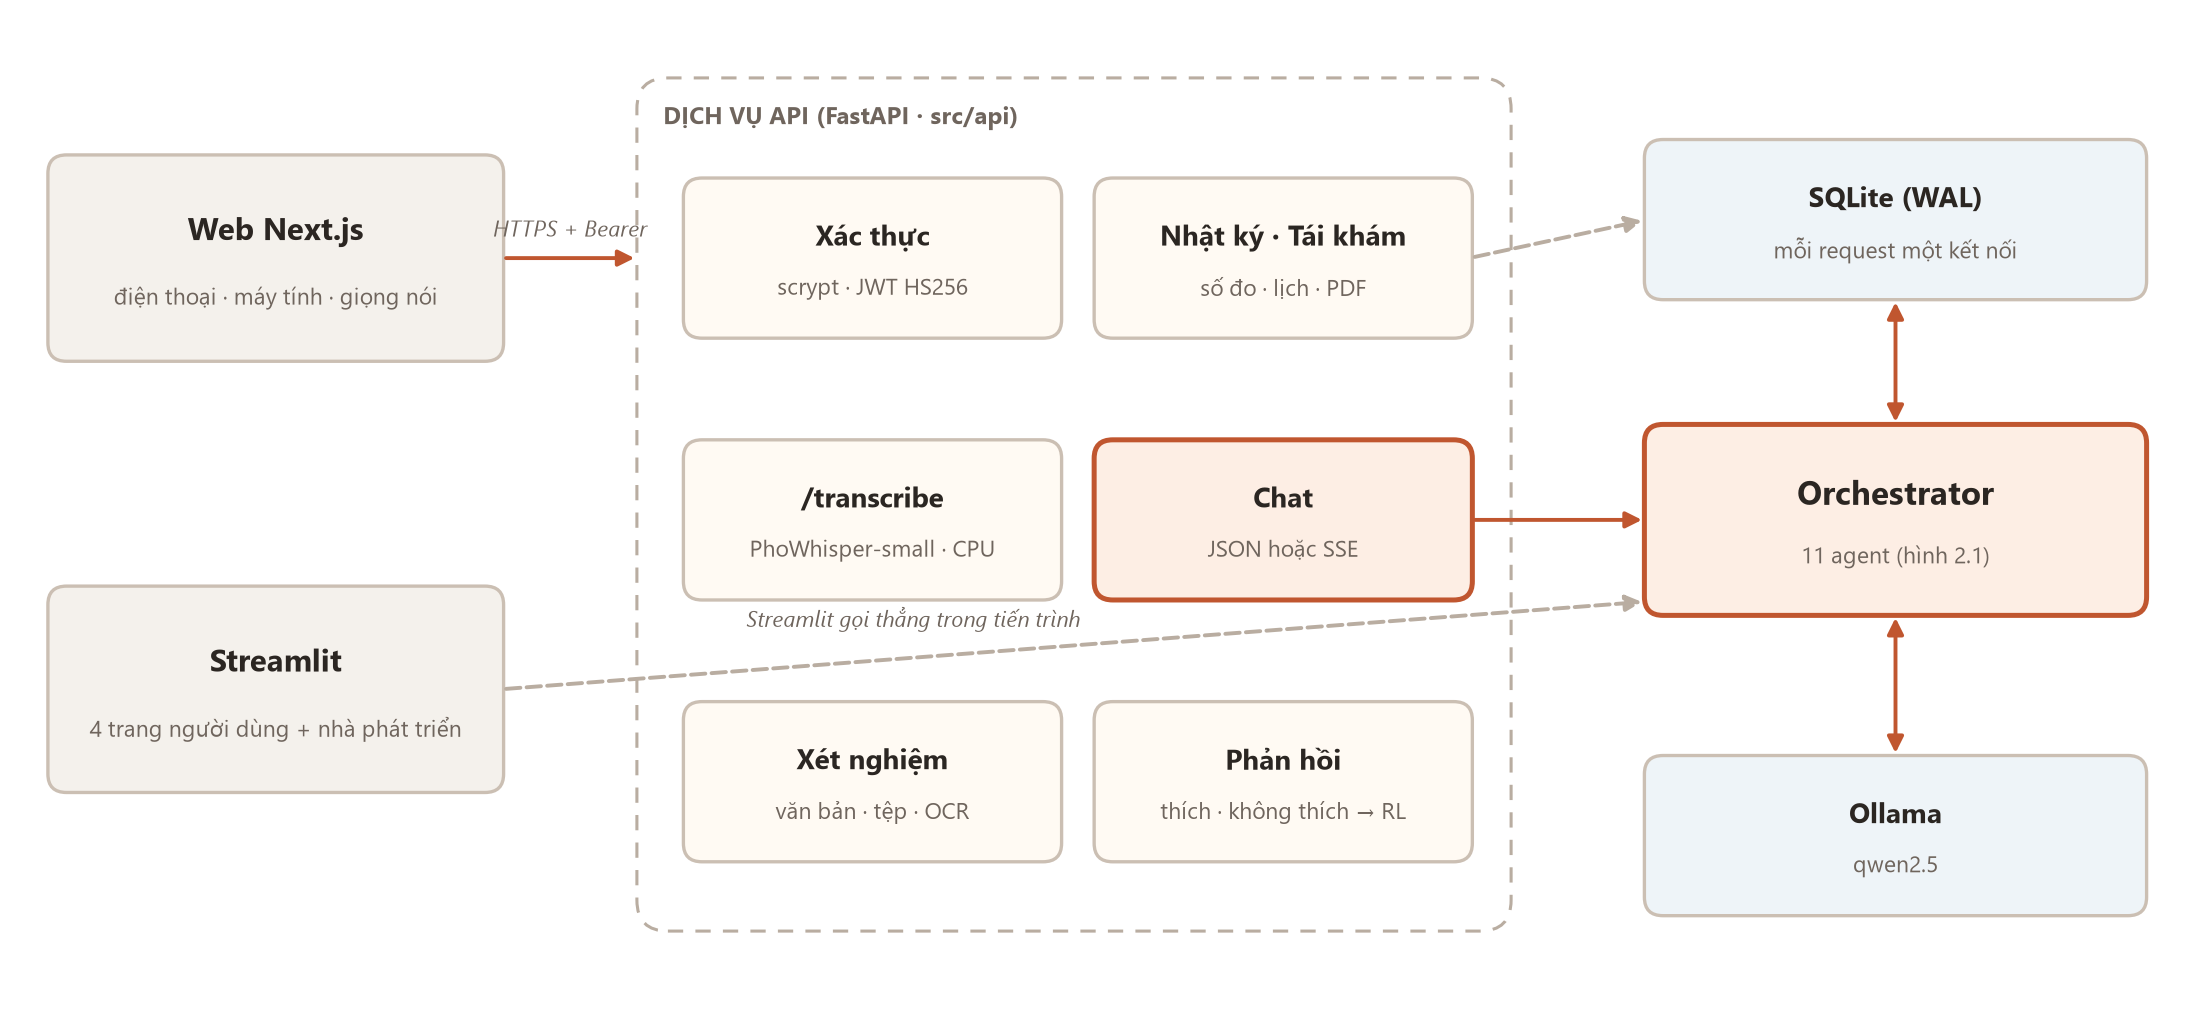 DỊCH VỤ API (FastAPI · src/api)
Web Next.js
điện thoại · máy tính · giọng nói
HTTPS + Bearer
Xác thực
scrypt · JWT HS256
Nhật ký · Tái khám
số đo · lịch · PDF
SQLite (WAL)
mỗi request một kết nối
/transcribe
PhoWhisper-small · CPU
Chat
JSON hoặc SSE
Orchestrator
11 agent (hình 2.1)
Streamlit gọi thẳng trong tiến trình
Streamlit
4 trang người dùng + nhà phát triển
Xét nghiệm
văn bản · tệp · OCR
Phản hồi
thích · không thích → RL
Ollama
qwen2.5